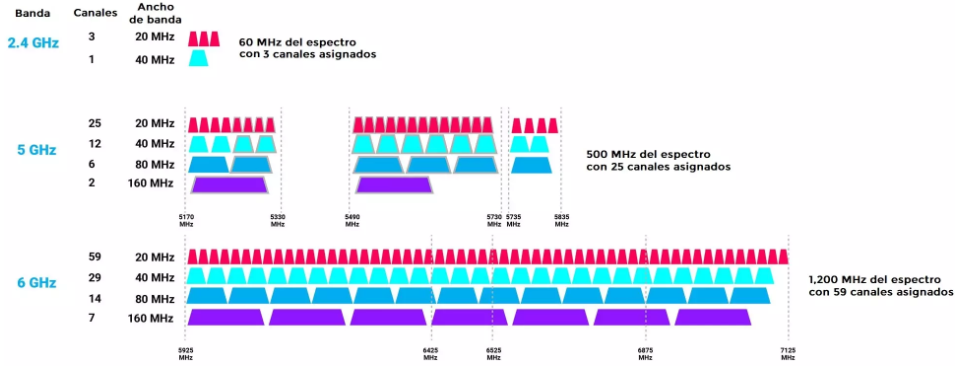 Banda Canales Ancho de banda
2.4 GHz
3 20 MHz
1 40 MHz
60 MHz del espectro
con 3 canales asignados
5 GHz
25 20 MHz
12 40 MHz
6 80 MHz
2 160 MHz
500 MHz del espectro
con 25 canales asignados
5170 MHz 5330 MHz 5490 MHz 5730 MHz 5735 MHz 5835 MHz
6 GHz
59 20 MHz
29 40 MHz
14 80 MHz
7 160 MHz
1,200 MHz del espectro
con 59 canales asignados
5925 MHz 6425 MHz 6525 MHz 6875 MHz 7125 MHz